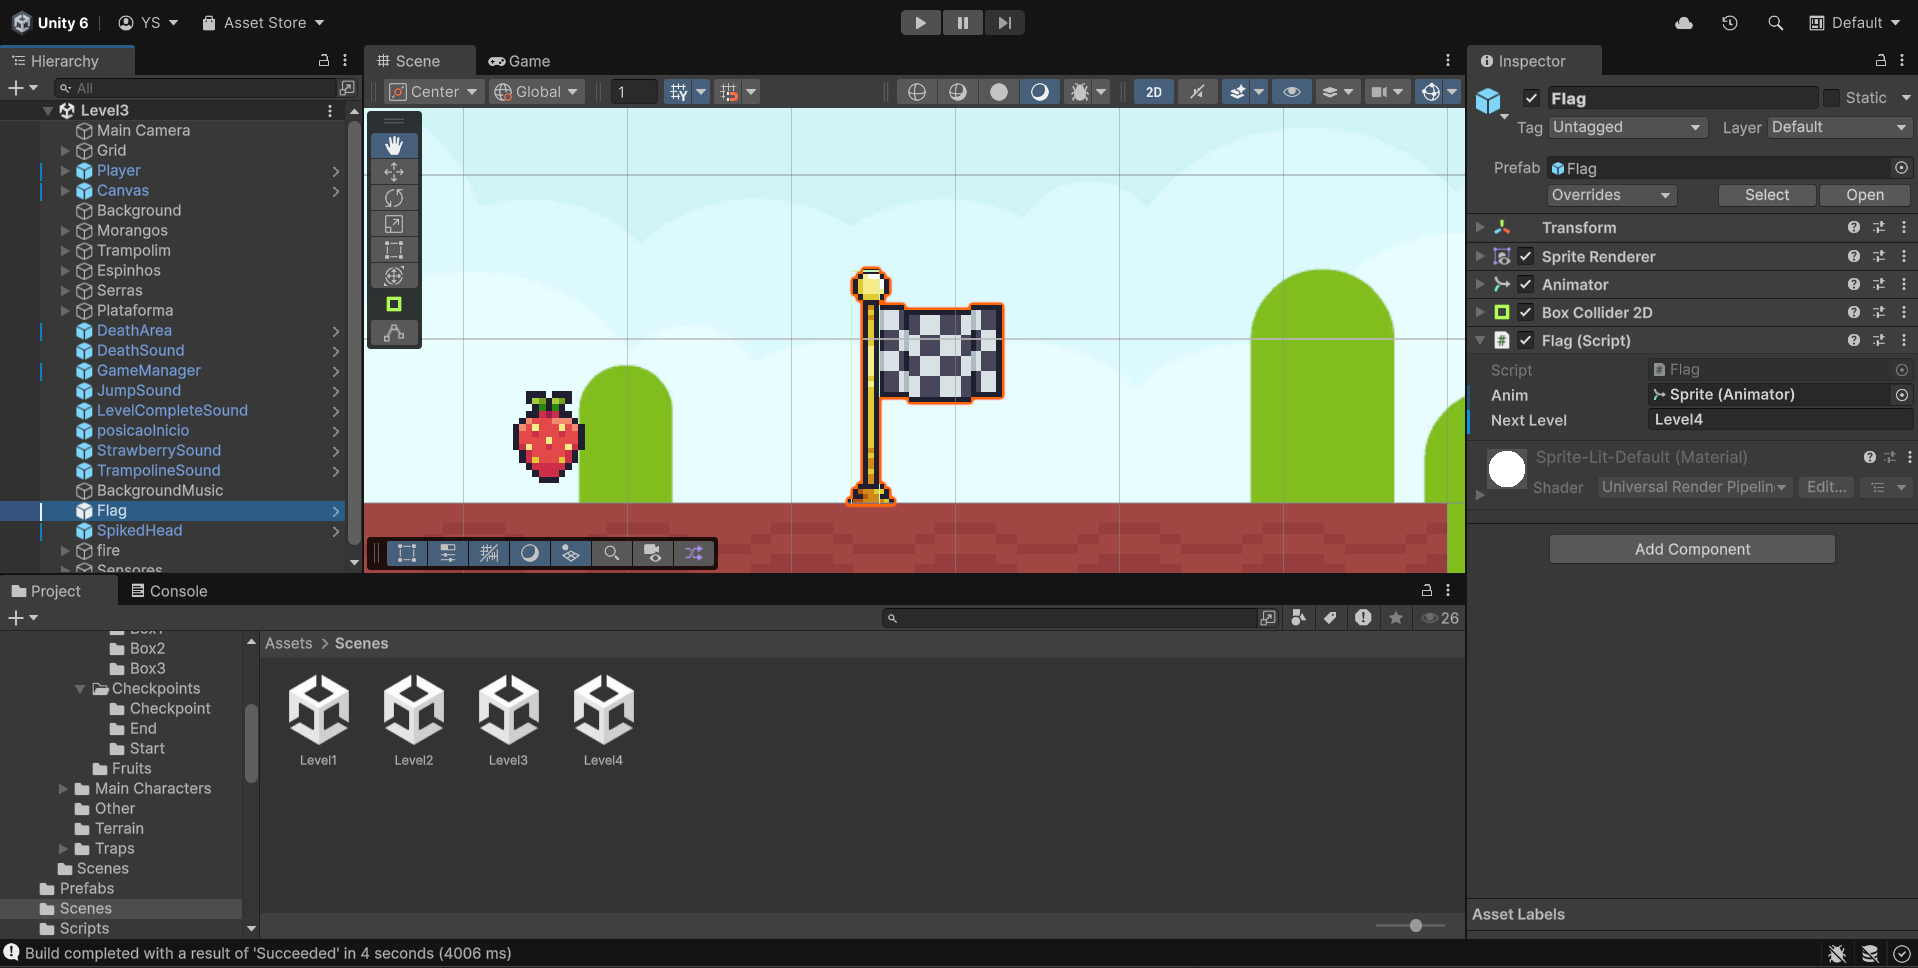 Unity 6
YS
Asset Store
Default
Hierarchy
All
Level3
Main Camera
Grid
Player
Canvas
Background
Morangos
Trampolim
Espinhos
Serras
Plataforma
DeathArea
DeathSound
GameManager
JumpSound
LevelCompleteSound
posicaoInicio
StrawberrySound
TrampolineSound
BackgroundMusic
Flag
SpikedHead
fire
Sensores
Scene
Game
Center
Global
1
2D
Inspector
Flag
Static
Tag
Untagged
Layer
Default
Prefab
Flag
Overrides
Select
Open
Transform
Sprite Renderer
Animator
Box Collider 2D
Flag (Script)
Script
Flag
Anim
Sprite (Animator)
Next Level
Level4
Sprite-Lit-Default (Material)
Shader
Universal Render Pipelin
Edit...
Add Component
Project
Console
26
Box1
Box2
Box3
Checkpoints
Checkpoint
End
Start
Fruits
Main Characters
Other
Terrain
Traps
Scenes
Prefabs
Scenes
Scripts
Assets > Scenes
Level1
Level2
Level3
Level4
Asset Labels
Build completed with a result of 'Succeeded' in 4 seconds (4006 ms)